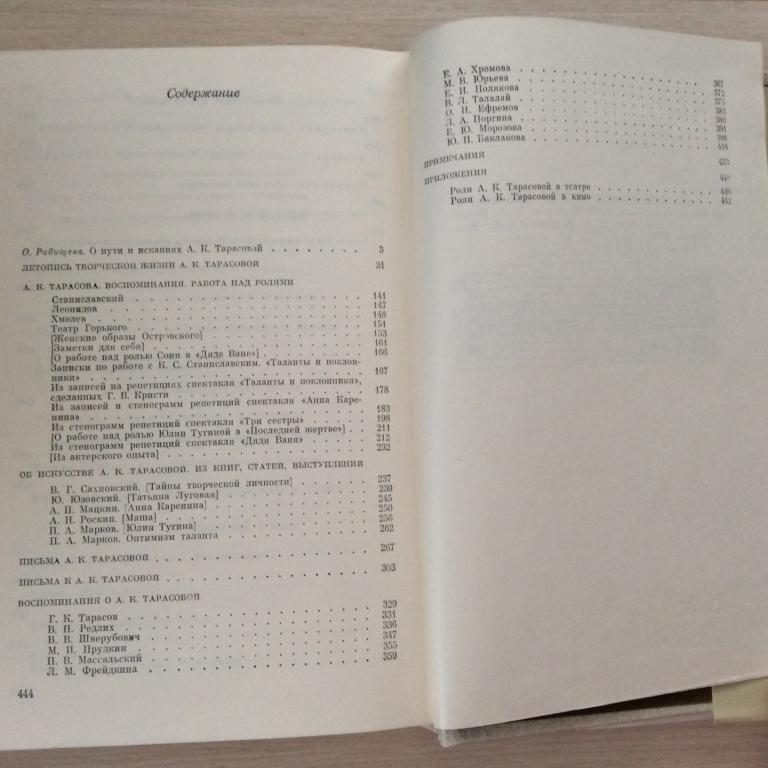 Содержание
О. Радищева. О пути и исканиях А. К. Тарасовой . . . . . . . . 3
ЛЕТОПИСЬ ТВОРЧЕСКОЙ ЖИЗНИ А. К. ТАРАСОВОЙ 31
А. К. ТАРАСОВА. ВОСПОМИНАНИЯ. РАБОТА НАД РОЛЯМИ
Станиславский 141
Леонидов 147
Хмелев 148
Театр Горького 151
[Женские образы Островского] 153
[Заметки для себя] 161
[О работе над ролью Сони в «Дяде Ване»] 166
Записки по работе с К. С. Станиславским. «Таланты и поклон-
ники» 167
Из записей на репетициях спектакля «Таланты и поклонники»,
сделанных Г. В. Кристи 178
Из записей и стенограмм репетиций спектакля «Анна Каре-
нина» 183
Из стенограмм репетиций спектакля «Три сестры» 198
[О работе над ролью Юлии Тугиной в «Последней жертве»] 211
Из стенограмм репетиций спектакля «Дядя Ваня» 212
[Из актерского опыта] 232
ОБ ИСКУССТВЕ А. К. ТАРАСОВОЙ. ИЗ КНИГ, СТАТЕЙ, ВЫСТУПЛЕНИЙ
В. Г. Сахновский. [Тайны творческой личности] 237
Ю. Юзовский. [Татьяна Луговая] 239
А. П. Мацкин. [Анна Каренина] 245
А. И. Роскин. [Маша] 250
П. А. Марков. [Юлия Тугина] 256
П. А. Марков. Оптимизм таланта 262
ПИСЬМА А. К. ТАРАСОВОЙ 267
ПИСЬМА К А. К. ТАРАСОВОЙ 303
ВОСПОМИНАНИЯ О А. К. ТАРАСОВОЙ
Г. К. Тарасов 329
В. П. Редлих 331
В. В. Шверубович 336
М. И. Прудкин 347
П. В. Массальский 355
Л. М. Фрейдкина 359
444
Е. А. Хромова 367
М. В. Юрьева 372
Е. И. Полякова 375
В. Л. Талалай 383
О. Н. Ефремов 388
Л. А. Поргина 391
Е. Ю. Морозова 398
Ю. П. Баклакова 418
ПРИМЕЧАНИЯ 423
ПРИЛОЖЕНИЯ 440
Роли А. К. Тарасовой в театре 440
Роли А. К. Тарасовой в кино 442